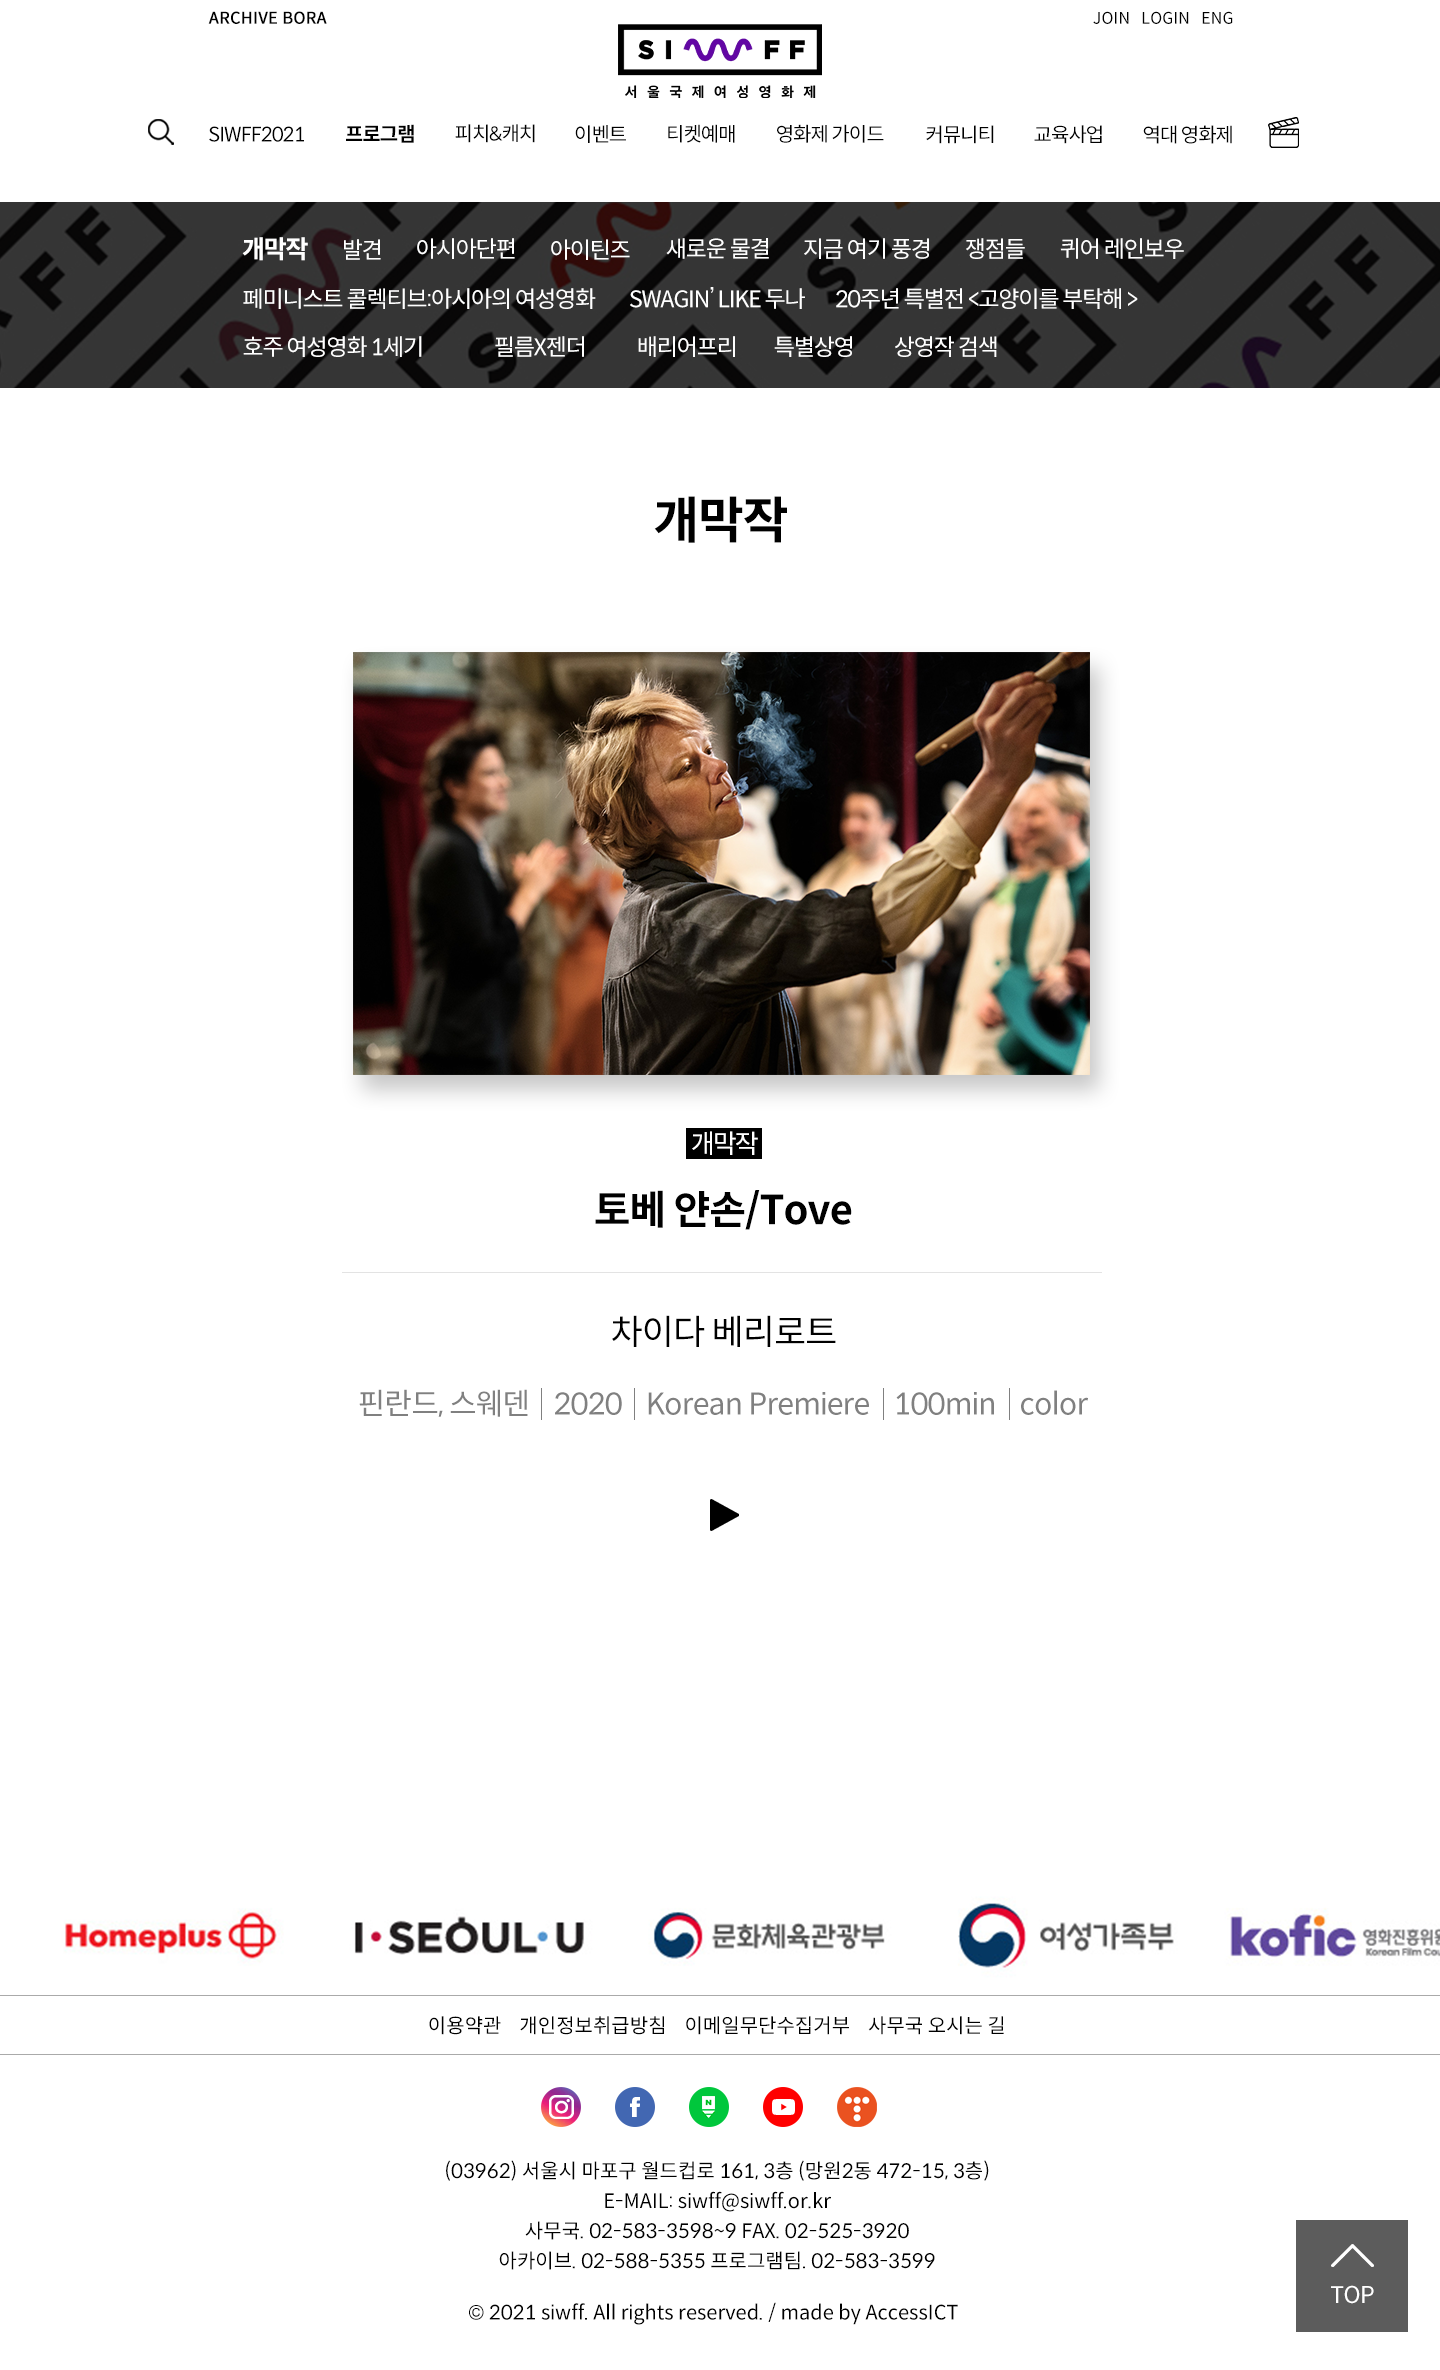 ARCHIVE BORA
JOIN LOGIN ENG
SIWFF
서울국제여성영화제
SIWFF2021 프로그램 피치&캐치 이벤트 티켓예매 영화제 가이드 커뮤니티 교육사업 역대 영화제
개막작 발견 아시아단편 아이틴즈 새로운 물결 지금 여기 풍경 쟁점들 퀴어 레인보우
페미니스트 콜렉티브:아시아의 여성영화 SWAGIN’ LIKE 두나 20주년 특별전 <고양이를 부탁해 >
호주 여성영화 1세기 필름X젠더 배리어프리 특별상영 상영작 검색
개막작
개막작
토베 얀손/Tove
차이다 베리로트
핀란드, 스웨덴 | 2020 | Korean Premiere | 100min | color
Homeplus I·SEOUL·U 문화체육관광부 여성가족부 kofic 영화진흥위원
Korean Film Cou
이용약관 개인정보취급방침 이메일무단수집거부 사무국 오시는 길
(03962) 서울시 마포구 월드컵로 161, 3층 (망원2동 472-15, 3층)
E-MAIL: siwff@siwff.or.kr
사무국. 02-583-3598~9 FAX. 02-525-3920
아카이브. 02-588-5355 프로그램팀. 02-583-3599
TOP
© 2021 siwff. All rights reserved. / made by AccessICT